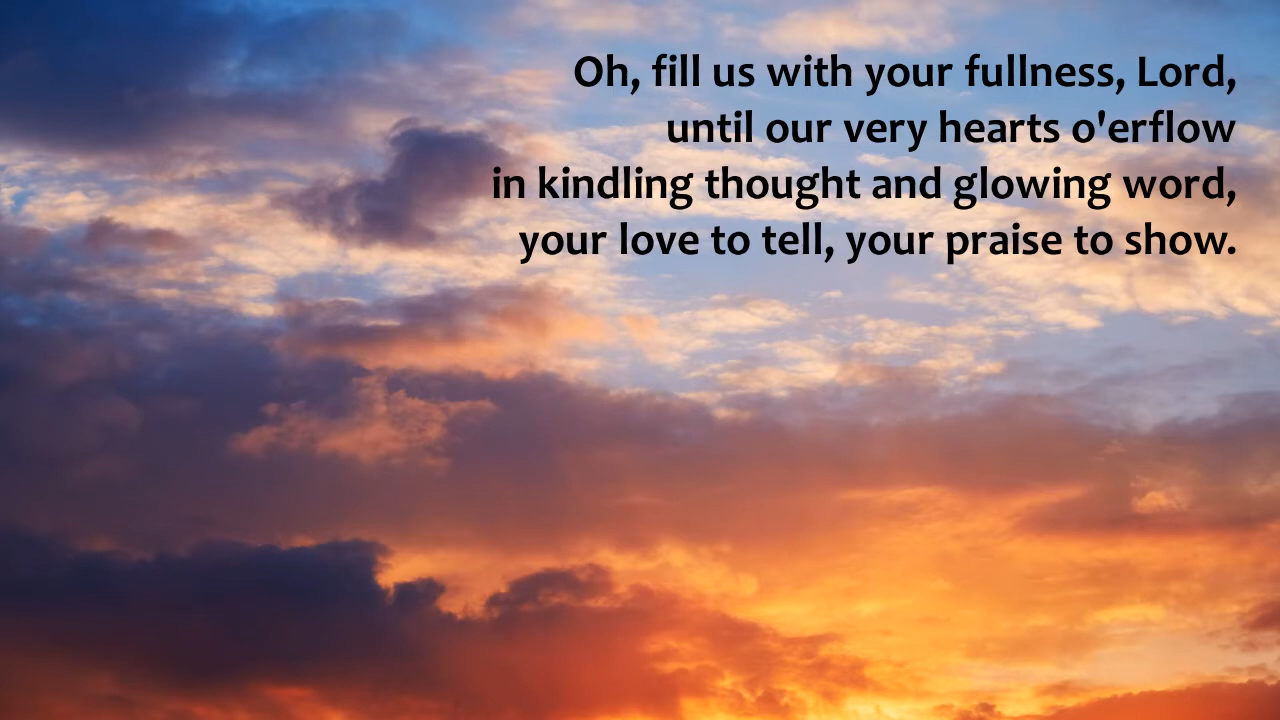 Oh, fill us with your fullness, Lord,
until our very hearts o'erflow
in kindling thought and glowing word,
your love to tell, your praise to show.